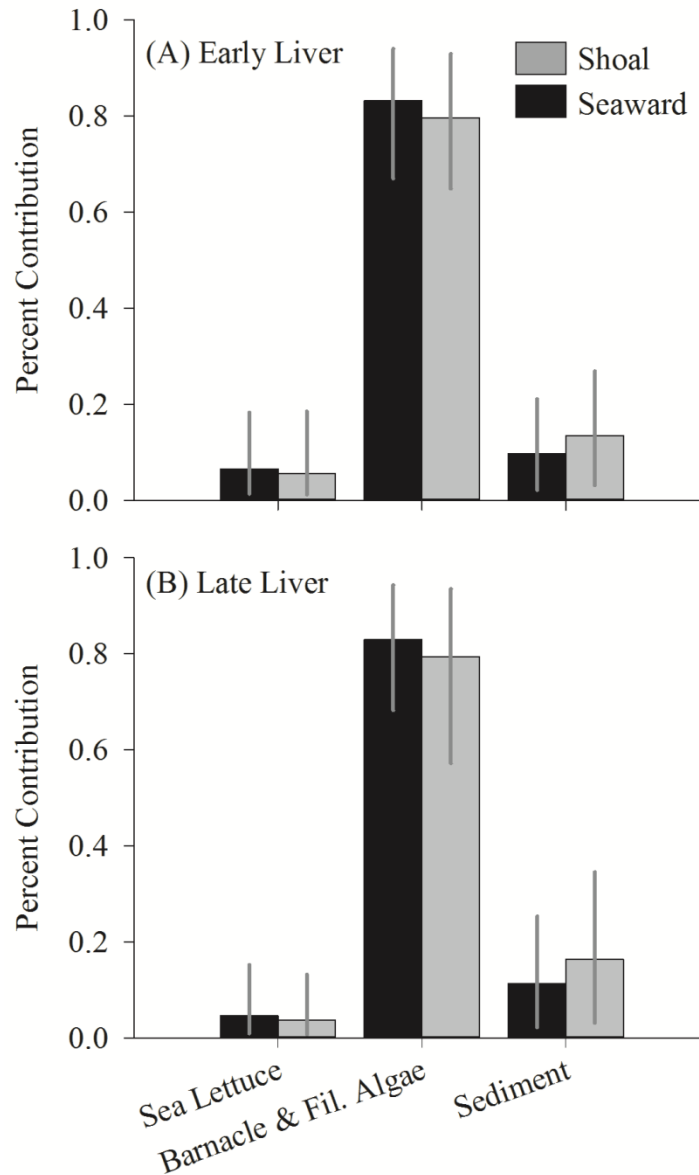 (A) Early Liver
Shoal
Seaward
Percent Contribution
1.0
0.8
0.6
0.4
0.2
0.0
(B) Late Liver
Percent Contribution
1.0
0.8
0.6
0.4
0.2
0.0
Sea Lettuce
Barnacle & Fil. Algae
Sediment